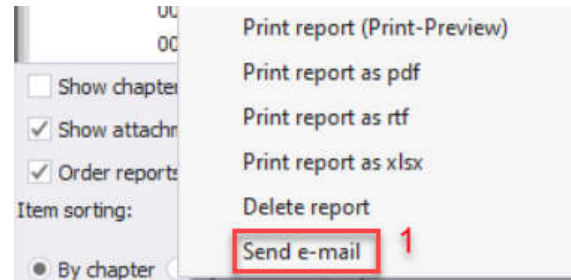 00
Print report (Print-Preview)
00
Print report as pdf
Show chapter
Print report as rtf
Show attachm
Print report as xlsx
Order reports
Delete report
Item sorting:
Send e-mail 1
By chapter